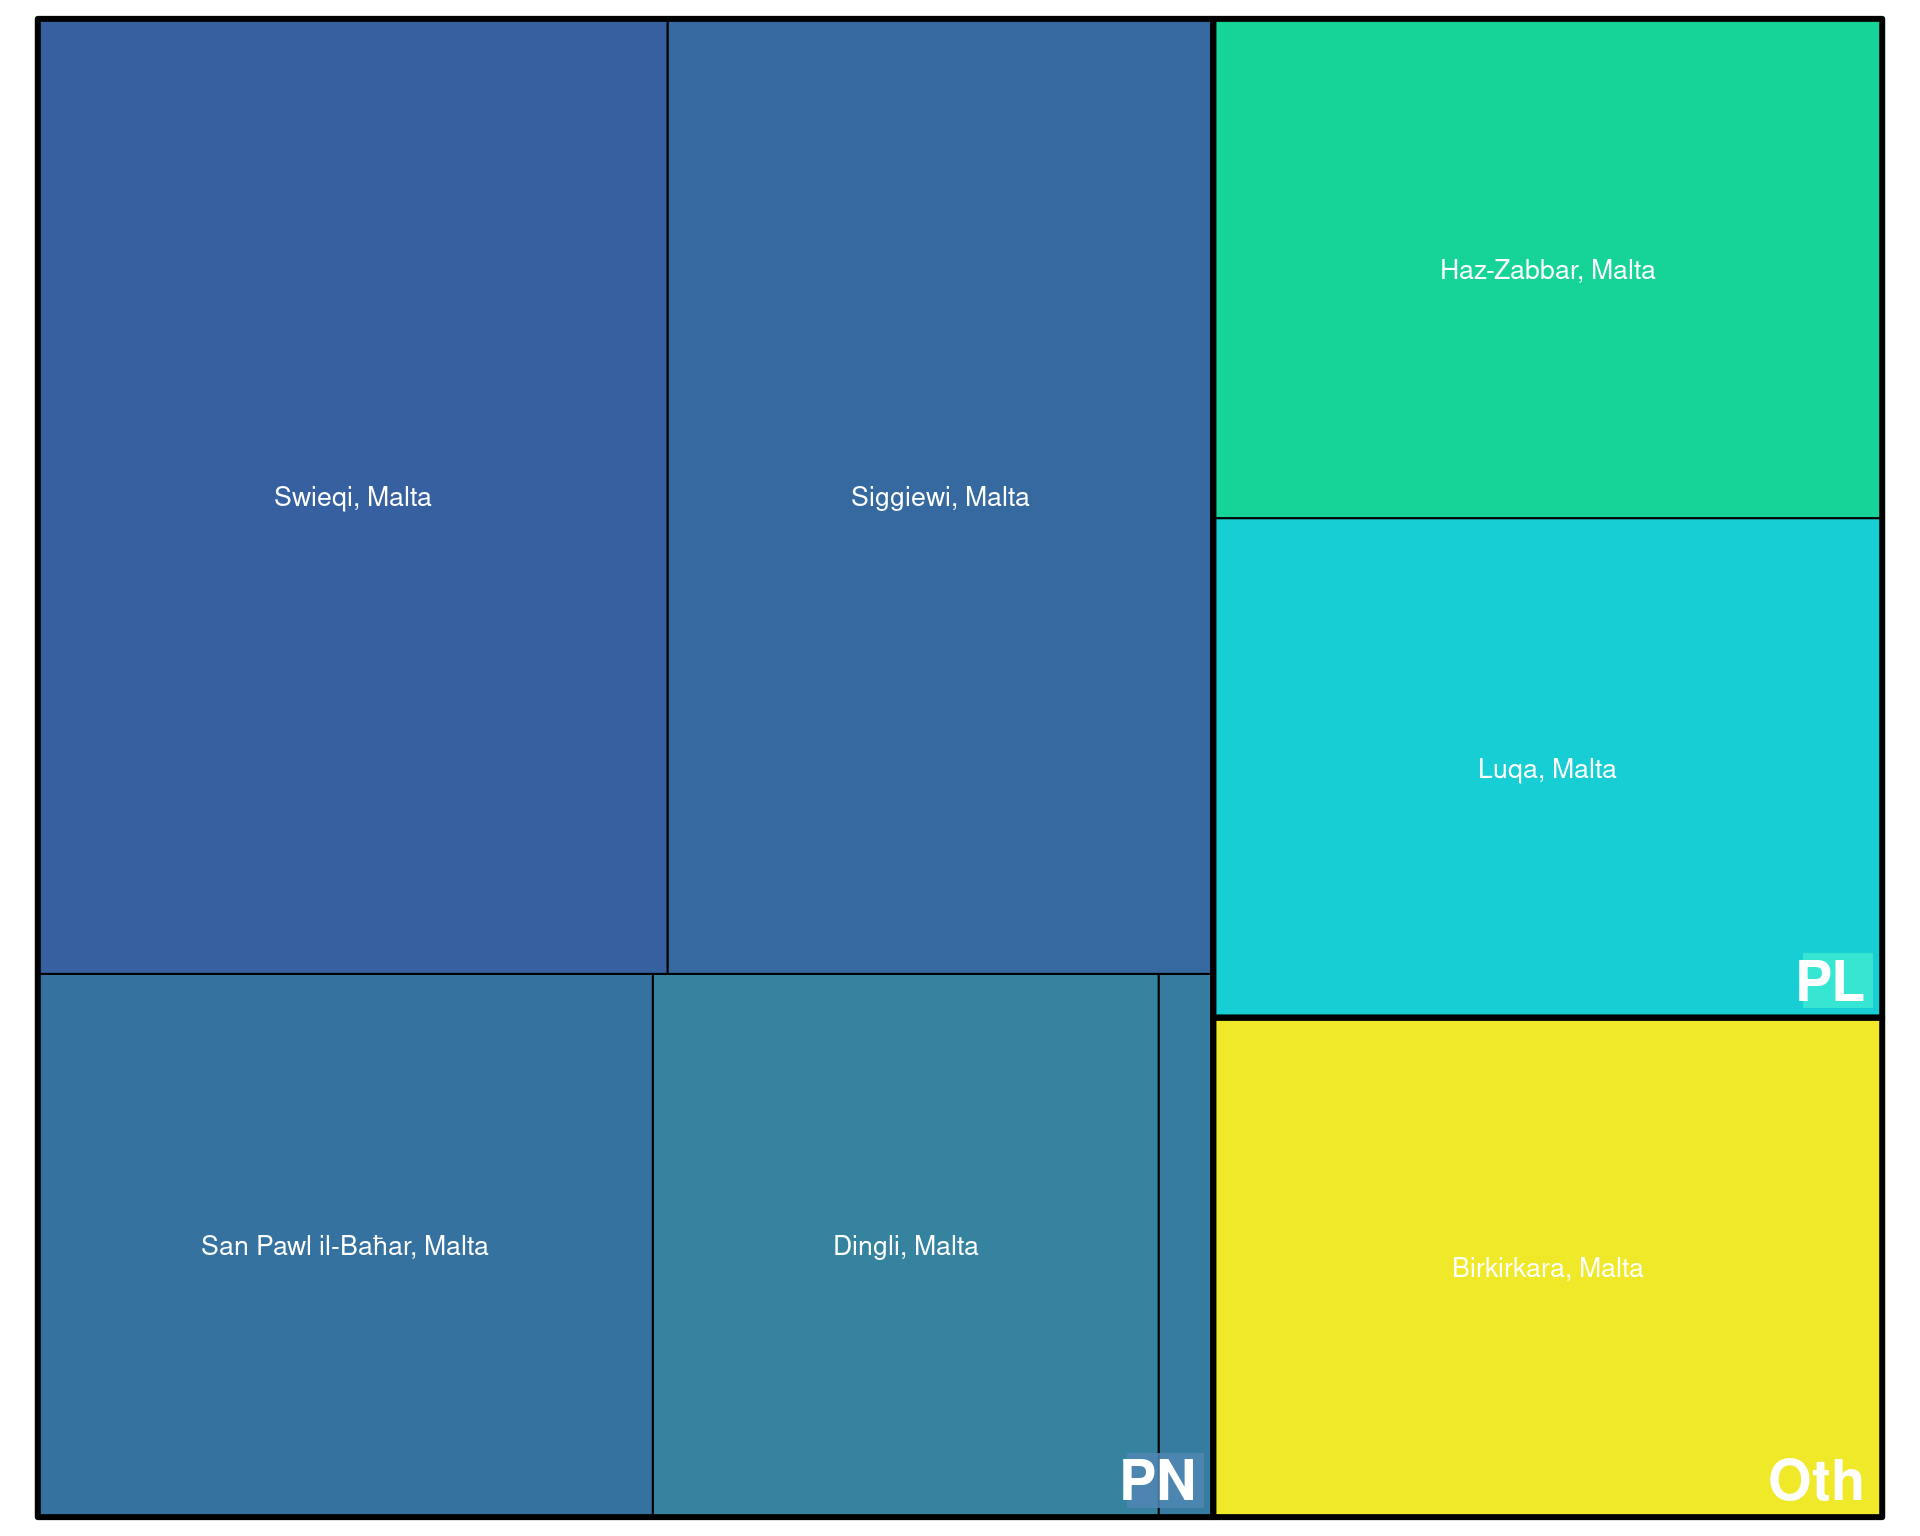 Swieqi, Malta
Siggiewi, Malta
Haz-Zabbar, Malta
Luqa, Malta
PL
San Pawl il-Baħar, Malta
Dingli, Malta
PN
Birkirkara, Malta
Oth